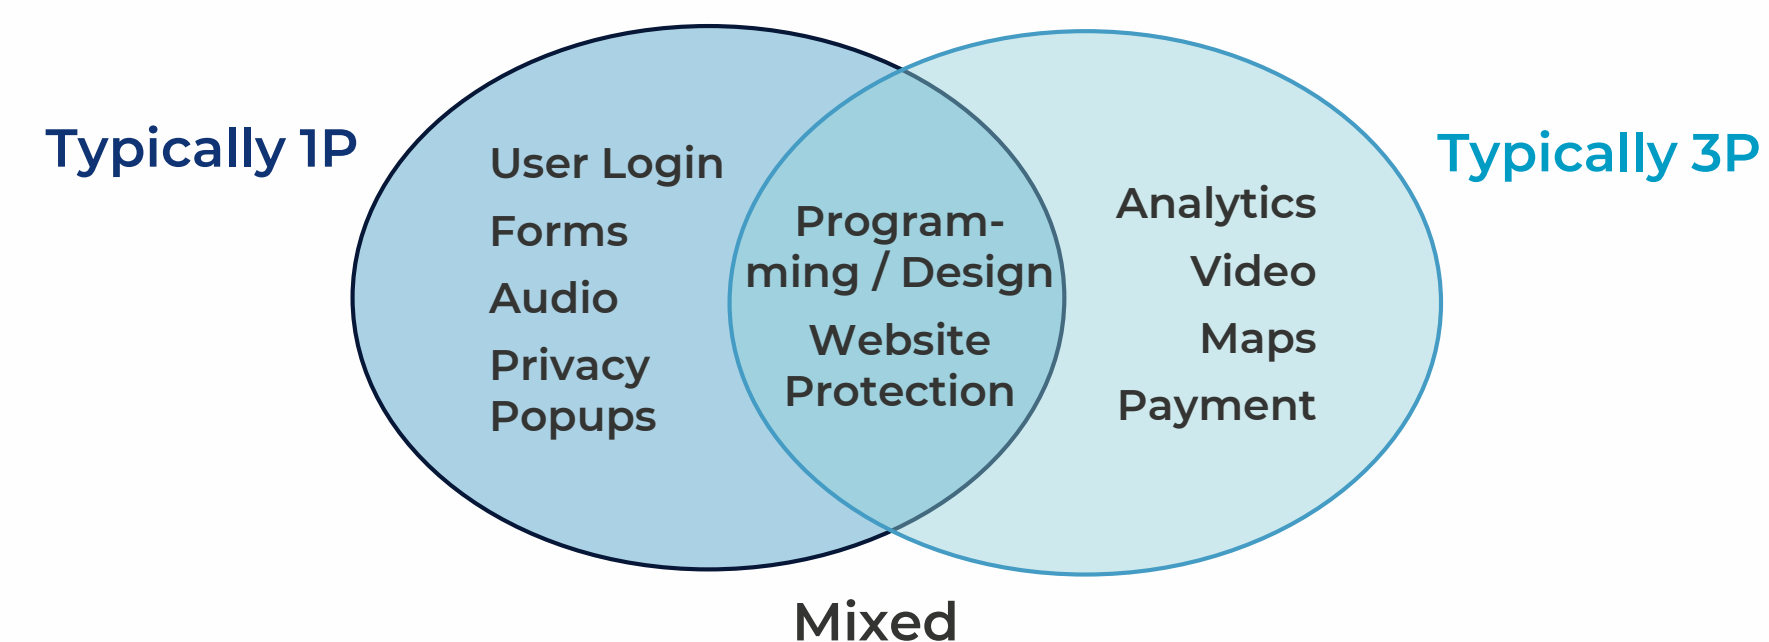 Typically 1P
User Login
Forms
Audio
Privacy
Popups
Program-
ming / Design
Website
Protection
Typically 3P
Analytics
Video
Maps
Payment
Mixed